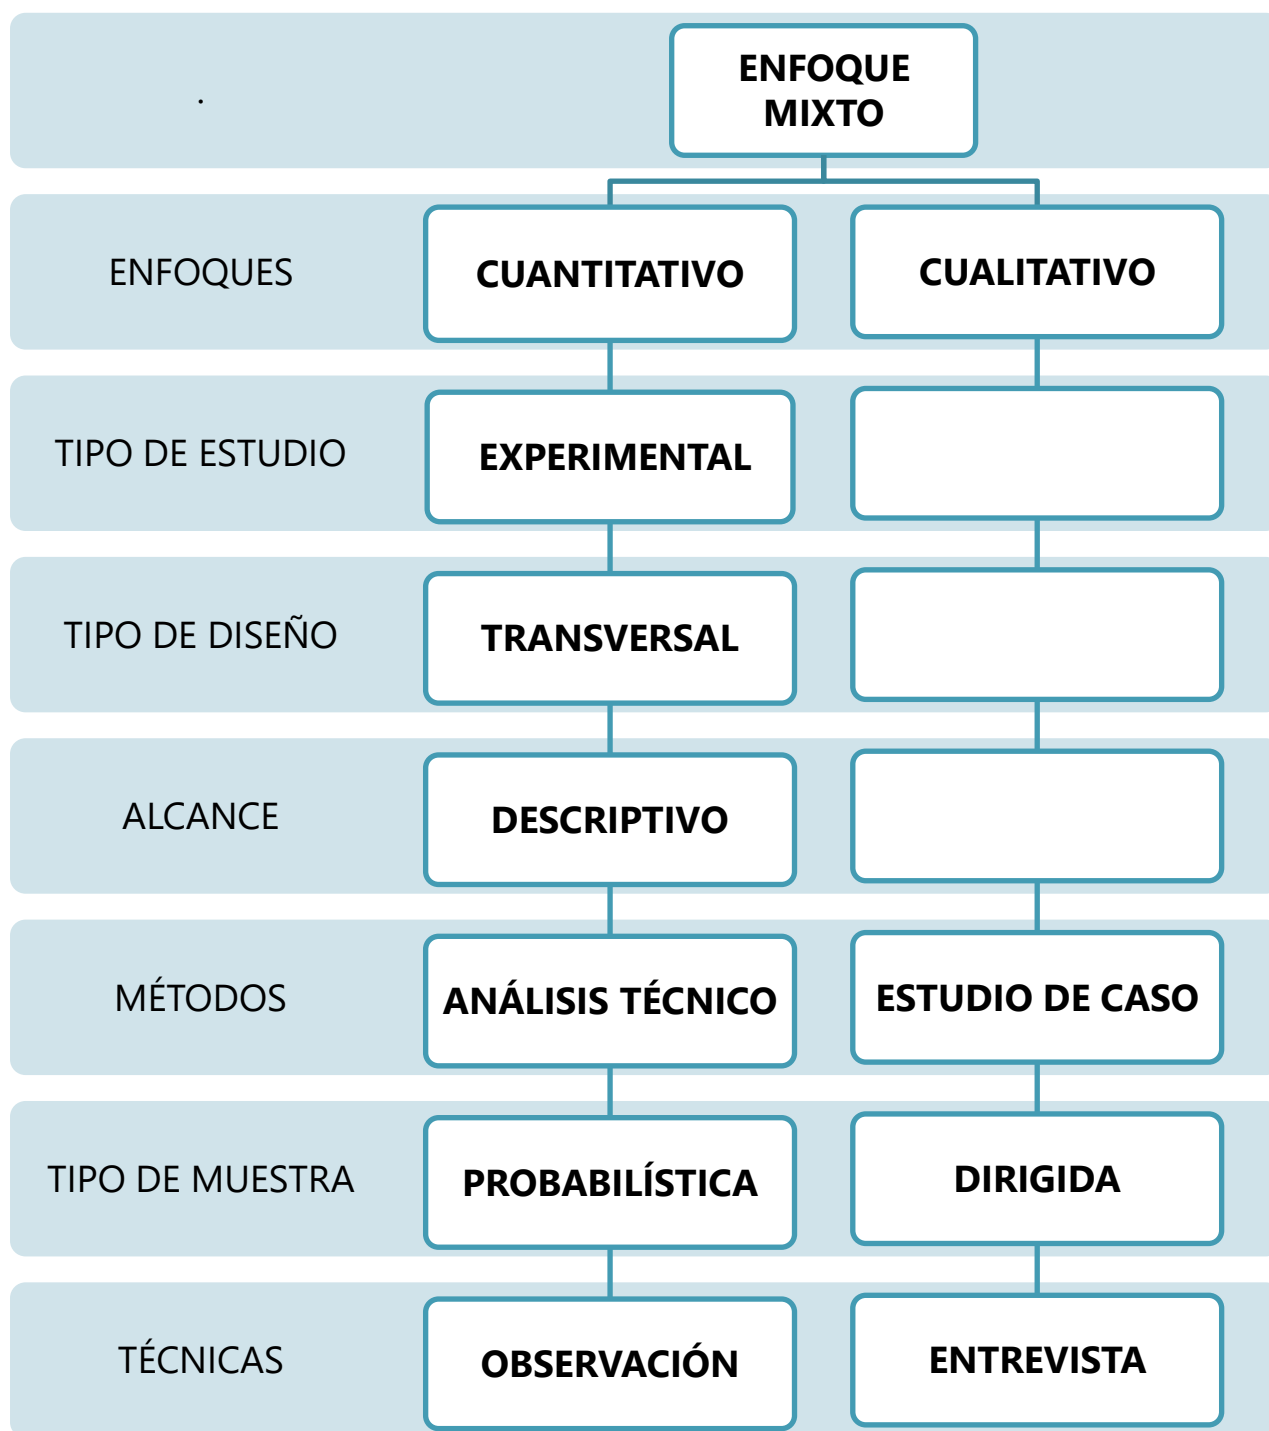 .
ENFOQUE
MIXTO
ENFOQUES
CUANTITATIVO
CUALITATIVO
TIPO DE ESTUDIO
EXPERIMENTAL
TIPO DE DISEÑO
TRANSVERSAL
ALCANCE
DESCRIPTIVO
MÉTODOS
ANÁLISIS TÉCNICO
ESTUDIO DE CASO
TIPO DE MUESTRA
PROBABILÍSTICA
DIRIGIDA
TÉCNICAS
OBSERVACIÓN
ENTREVISTA